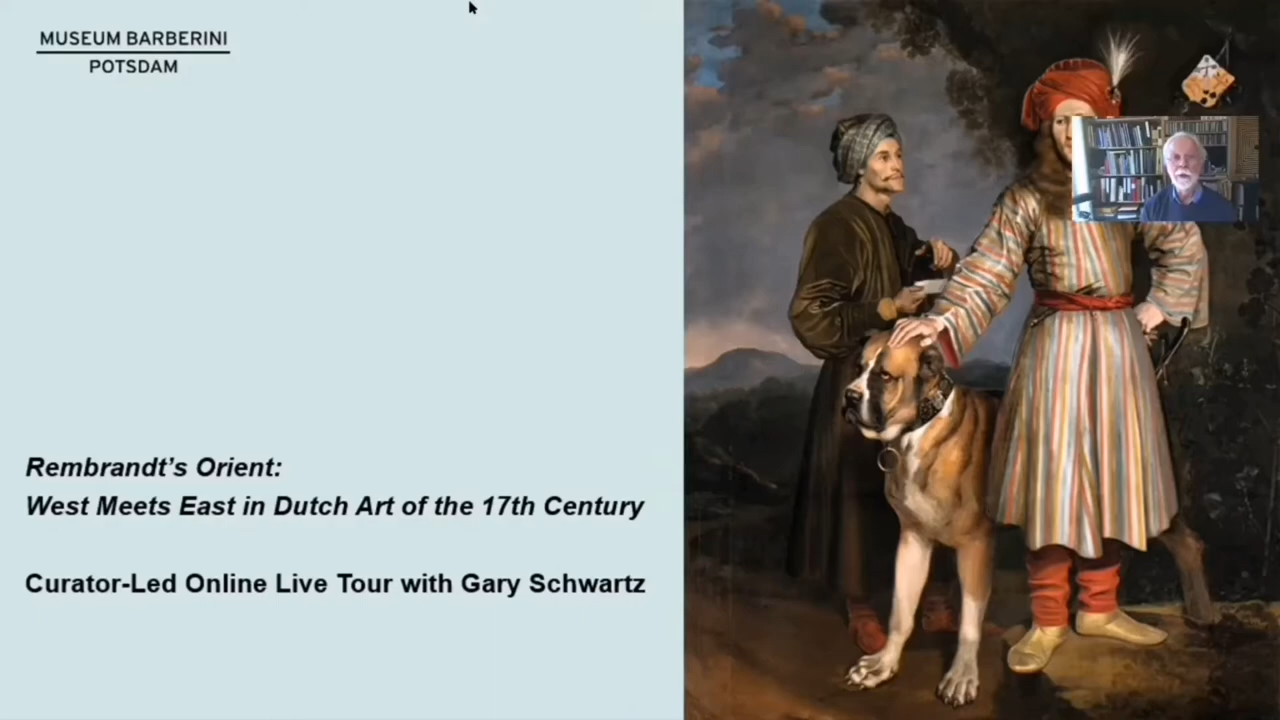 MUSEUM BARBERINI
POTSDAM
Rembrandt’s Orient:
West Meets East in Dutch Art of the 17th Century
Curator-Led Online Live Tour with Gary Schwartz